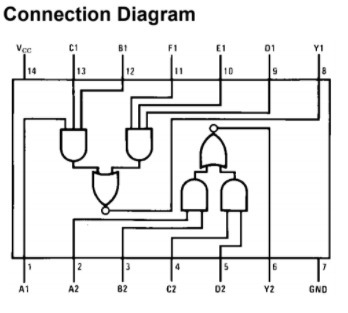 Connection Diagram
VCC C1 B1 F1 E1 D1 Y1
14 13 12 11 10 9 8
1 2 3 4 5 6 7
A1 A2 B2 C2 D2 Y2 GND